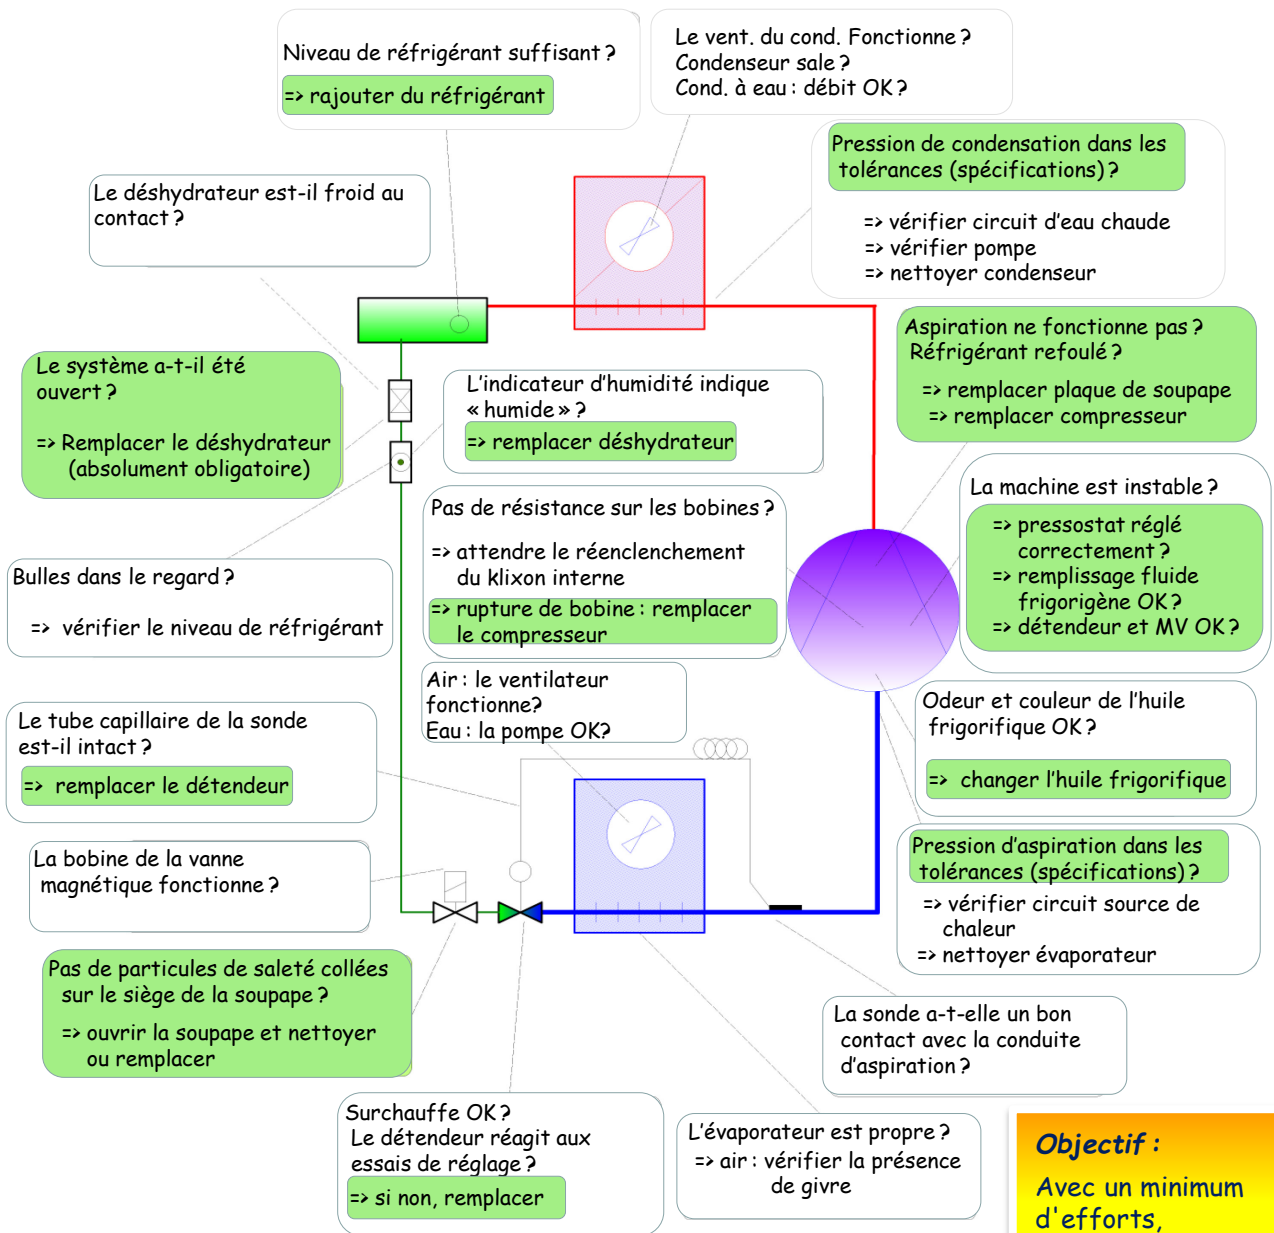 Niveau de réfrigérant suffisant ?
=> rajouter du réfrigérant
Le vent. du cond. Fonctionne ?
Condenseur sale ?
Cond. à eau : débit OK ?
Pression de condensation dans les
tolérances (spécifications) ?
=> vérifier circuit d'eau chaude
=> vérifier pompe
=> nettoyer condenseur
Le déshydrateur est-il froid au
contact ?
Aspiration ne fonctionne pas ?
Réfrigérant refoulé ?
=> remplacer plaque de soupape
=> remplacer compresseur
Le système a-t-il été
ouvert ?
=> Remplacer le déshydrateur
(absolument obligatoire)
L'indicateur d'humidité indique
« humide » ?
=> remplacer déshydrateur
La machine est instable ?
=> pressostat réglé
correctement ?
=> remplissage fluide
frigorigène OK ?
=> détendeur et MV OK ?
Pas de résistance sur les bobines ?
=> attendre le réenclenchement
du klixon interne
=> rupture de bobine : remplacer
le compresseur
Bulles dans le regard ?
=> vérifier le niveau de réfrigérant
Air : le ventilateur
fonctionne?
Eau : la pompe OK?
Odeur et couleur de l'huile
frigorifique OK ?
=> changer l'huile frigorifique
Le tube capillaire de la sonde
est-il intact ?
=> remplacer le détendeur
Pression d'aspiration dans les
tolérances (spécifications) ?
=> vérifier circuit source de
chaleur
=> nettoyer évaporateur
La bobine de la vanne
magnétique fonctionne ?
Pas de particules de saleté collées
sur le siège de la soupape ?
=> ouvrir la soupape et nettoyer
ou remplacer
La sonde a-t-elle un bon
contact avec la conduite
d'aspiration ?
Surchauffe OK ?
Le détendeur réagit aux
essais de réglage ?
=> si non, remplacer
L'évaporateur est propre ?
=> air : vérifier la présence
de givre
Objectif :
Avec un minimum
d'efforts,